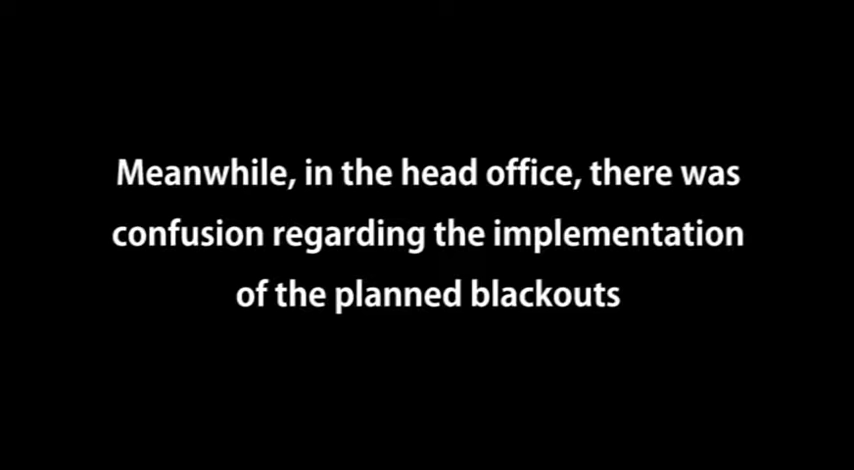 Meanwhile, in the head office, there was
confusion regarding the implementation
of the planned blackouts